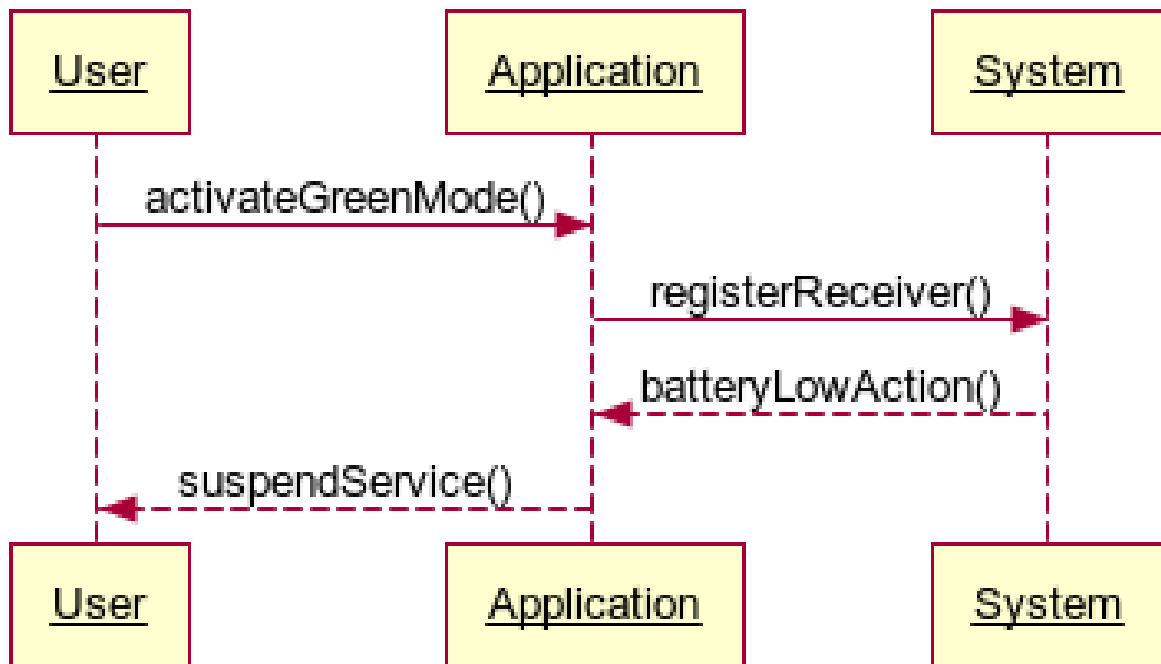 User
Application
System
activateGreenMode()
registerReceiver()
batteryLowAction()
suspendService()
User
Application
System